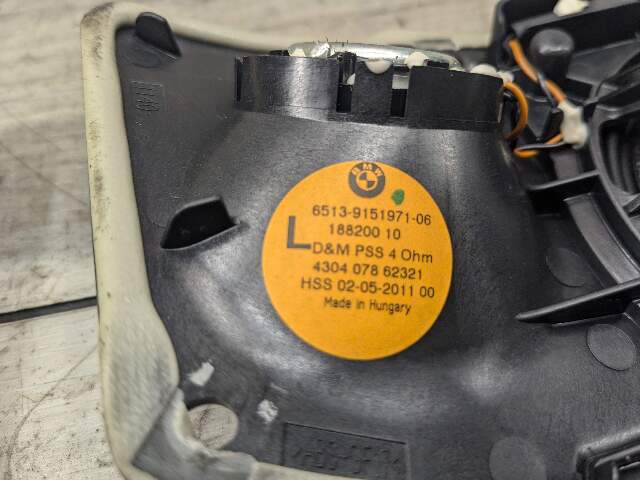 BMW
6513-9151971-06
188200 10
L
D&M PSS 4 Ohm
4304 078 62321
HSS 02-05-2011 00
Made in Hungary